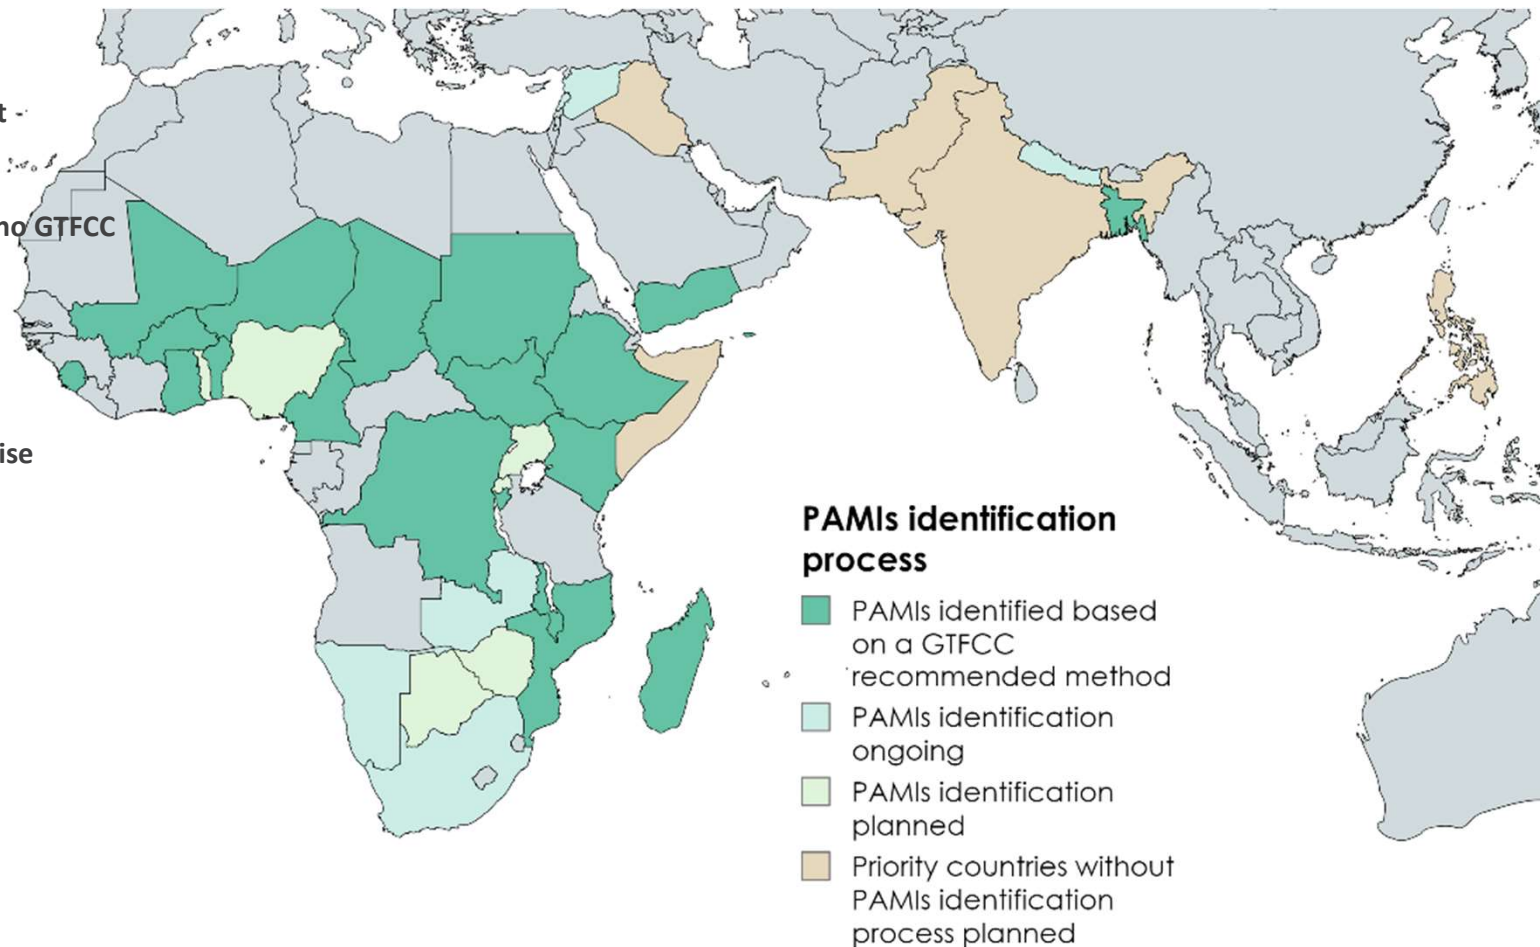 t
no GTFCC
ise
PAMIs identification
process
PAMIs identified based
on a GTFCC
recommended method
PAMIs identification
ongoing
PAMIs identification
planned
Priority countries without
PAMIs identification
process planned